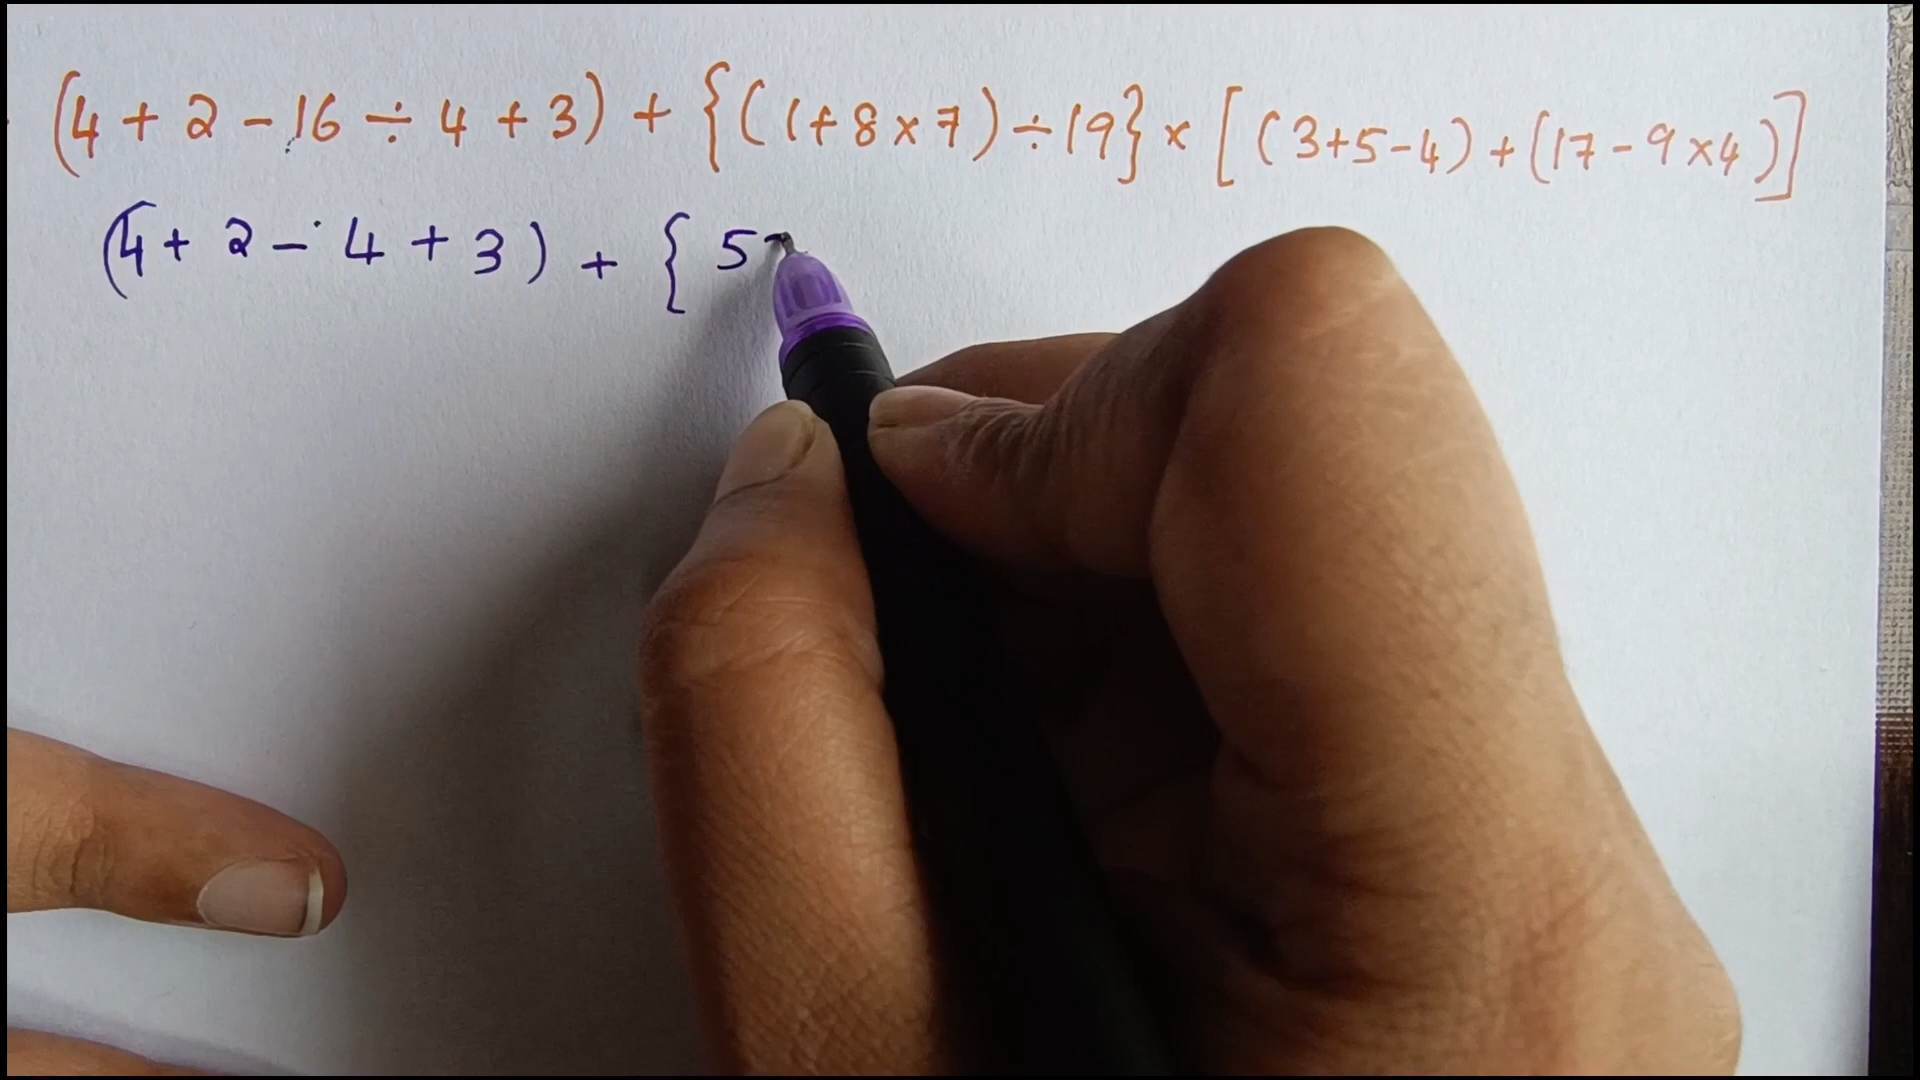 (4 + 2 - 16 ÷ 4 + 3) + {(1+8×7)÷19} × [(3+5-4)+(17-9×4)]
(4 + 2 - 4 + 3) + { 5